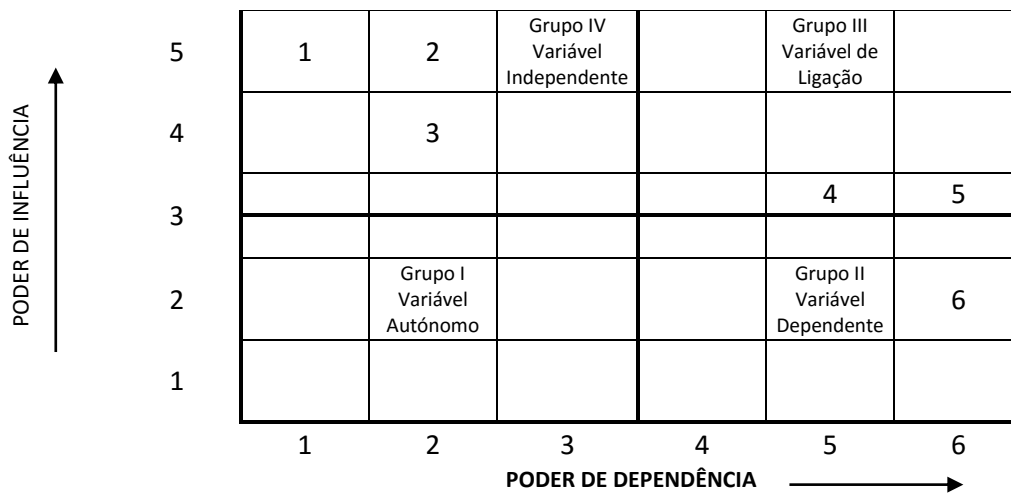 PODER DE INFLUÊNCIA
5
1
2
Grupo IV
Variável
Independente
Grupo III
Variável de
Ligação
4
3
3
4
5
2
Grupo I
Variável
Autónomo
Grupo II
Variável
Dependente
6
1
1 2 3 4 5 6
PODER DE DEPENDÊNCIA